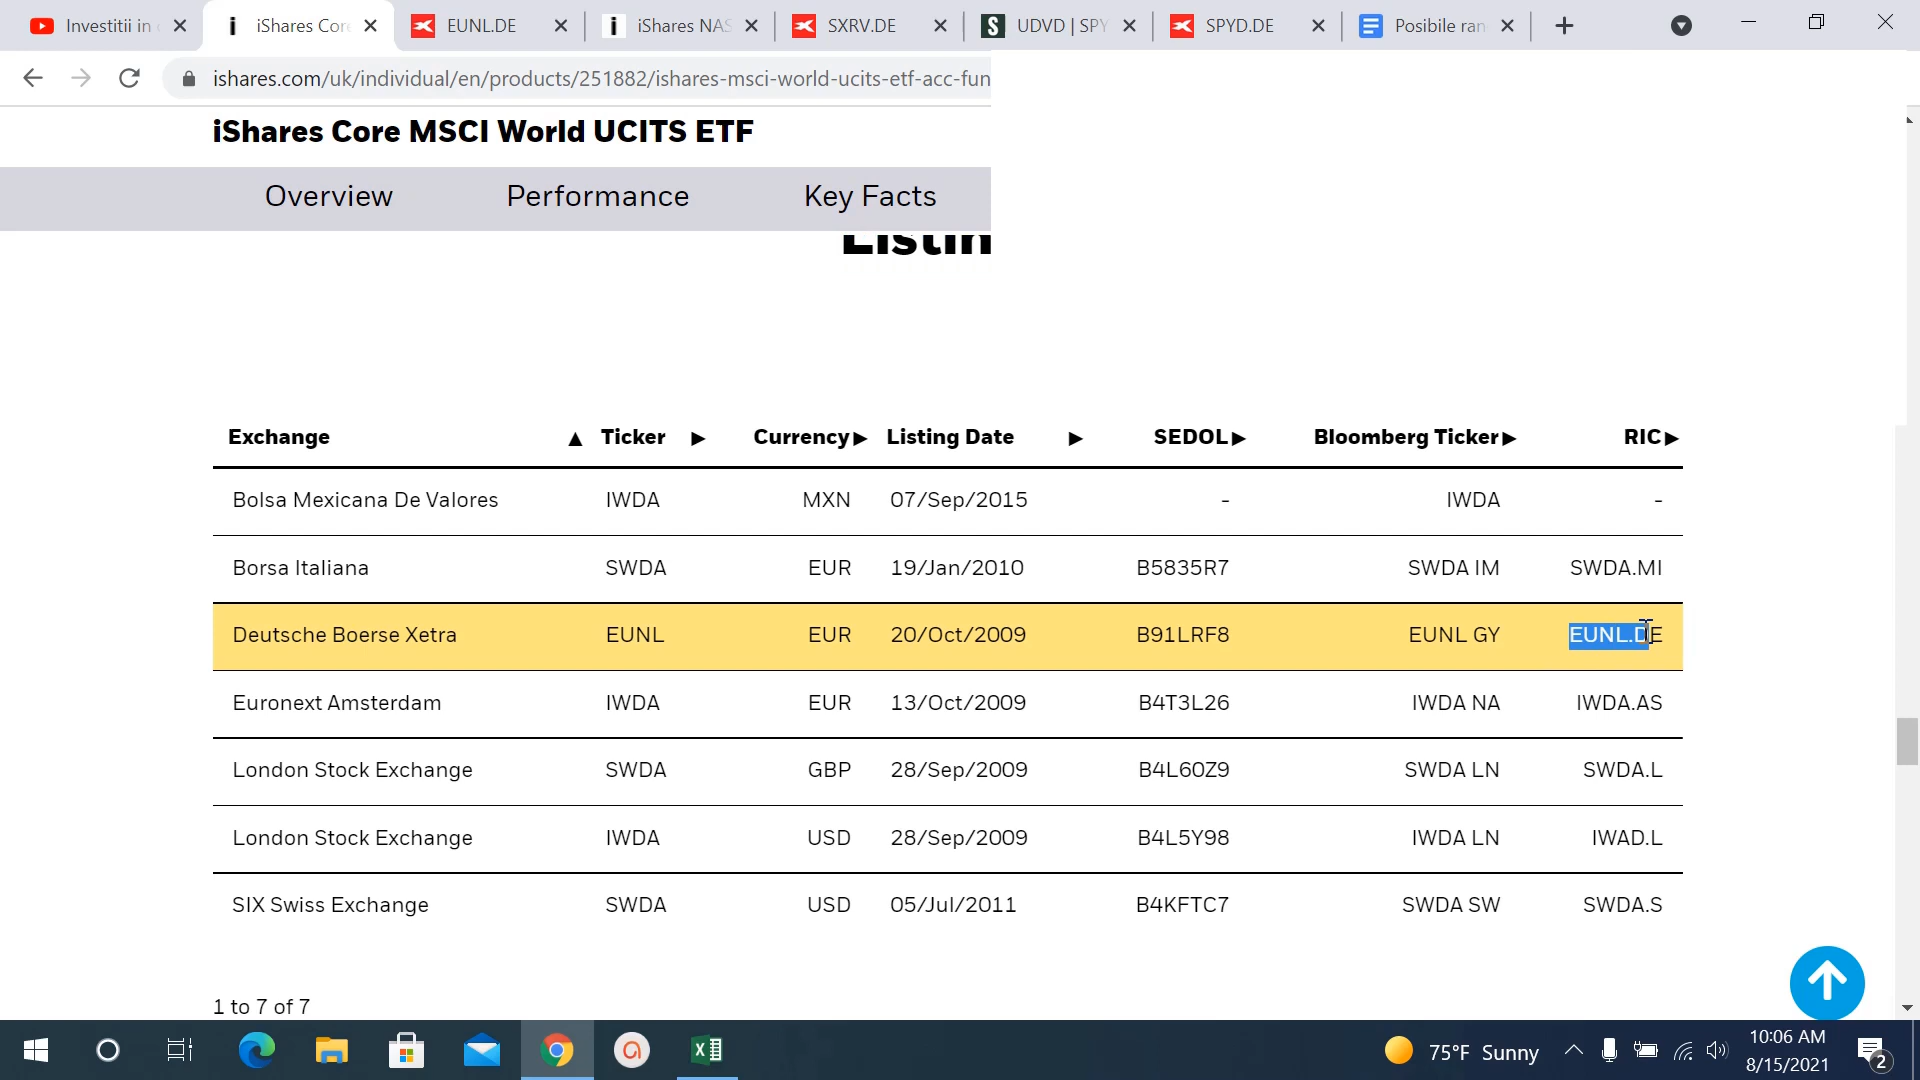 Investitii in
iShares Core
EUNL.DE
iShares NAS
SXRV.DE
UDVD | SPY
SPYD.DE
Posibile ran
ishares.com/uk/individual/en/products/251882/ishares-msci-world-ucits-etf-acc-fun
iShares Core MSCI World UCITS ETF
Overview Performance Key Facts
Listin
Exchange ▲ Ticker ▶ Currency▶ Listing Date ▶ SEDOL▶ Bloomberg Ticker▶ RIC▶
Bolsa Mexicana De Valores IWDA MXN 07/Sep/2015 - IWDA -
Borsa Italiana SWDA EUR 19/Jan/2010 B5835R7 SWDA IM SWDA.MI
Deutsche Boerse Xetra EUNL EUR 20/Oct/2009 B91LRF8 EUNL GY EUNL.DE
Euronext Amsterdam IWDA EUR 13/Oct/2009 B4T3L26 IWDA NA IWDA.AS
London Stock Exchange SWDA GBP 28/Sep/2009 B4L60Z9 SWDA LN SWDA.L
London Stock Exchange IWDA USD 28/Sep/2009 B4L5Y98 IWDA LN IWAD.L
SIX Swiss Exchange SWDA USD 05/Jul/2011 B4KFTC7 SWDA SW SWDA.S
1 to 7 of 7
75°F Sunny
10:06 AM
8/15/2021
2